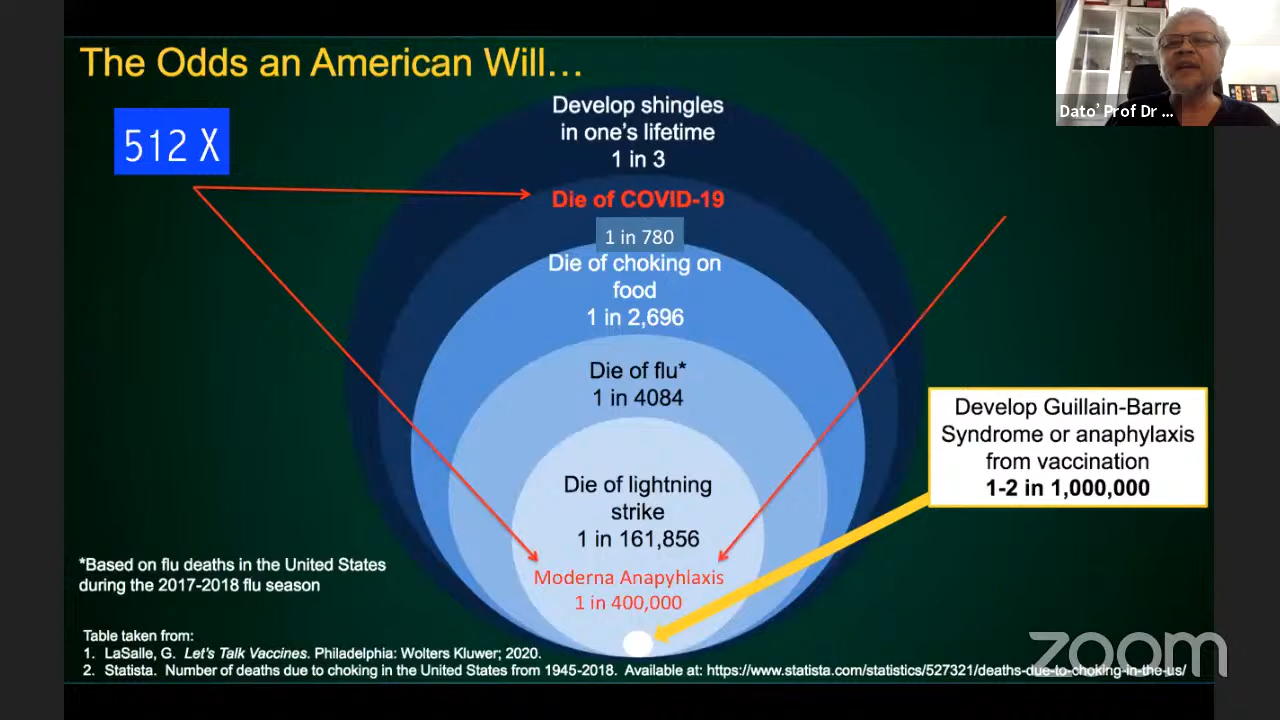 The Odds an American Will…
Dato' Prof Dr ...
512 X
Develop shingles
in one's lifetime
1 in 3
Die of COVID-19
1 in 780
Die of choking on
food
1 in 2,696
Die of flu*
1 in 4084
Die of lightning
strike
1 in 161,856
Moderna Anapyhlaxis
1 in 400,000
Develop Guillain-Barre
Syndrome or anaphylaxis
from vaccination
1-2 in 1,000,000
*Based on flu deaths in the United States
during the 2017-2018 flu season
Table taken from:
1. LaSalle, G. Let's Talk Vaccines. Philadelphia: Wolters Kluwer; 2020.
2. Statista. Number of deaths due to choking in the United States from 1945-2018. Available at: https://www.statista.com/statistics/527321/deaths-due-to-choking-in-the-us/
zoom